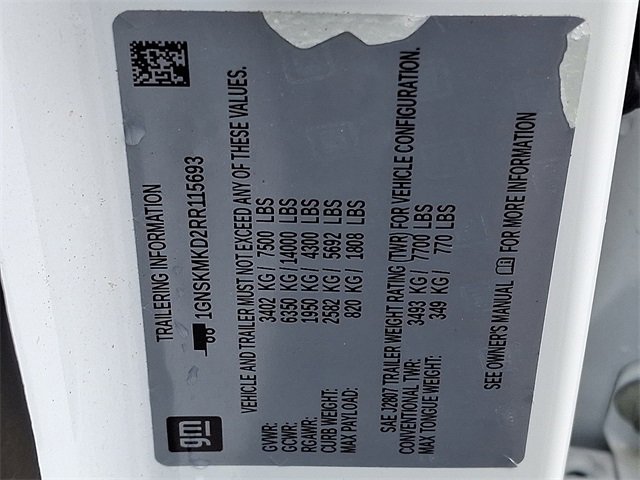 gm
TRAILERING INFORMATION
1GNSKMKD2RR115693
VEHICLE AND TRAILER MUST NOT EXCEED ANY OF THESE VALUES.
GVWR: 3402 KG / 7500 LBS
GCWR: 6350 KG / 14000 LBS
RGAWR: 1950 KG / 4300 LBS
CURB WEIGHT: 2582 KG / 5692 LBS
MAX PAYLOAD: 820 KG / 1808 LBS
SAE J2807 TRAILER WEIGHT RATING (TWR) FOR VEHICLE CONFIGURATION.
CONVENTIONAL TWR: 3493 KG / 7700 LBS
MAX TONGUE WEIGHT: 349 KG / 770 LBS
SEE OWNER'S MANUAL FOR MORE INFORMATION